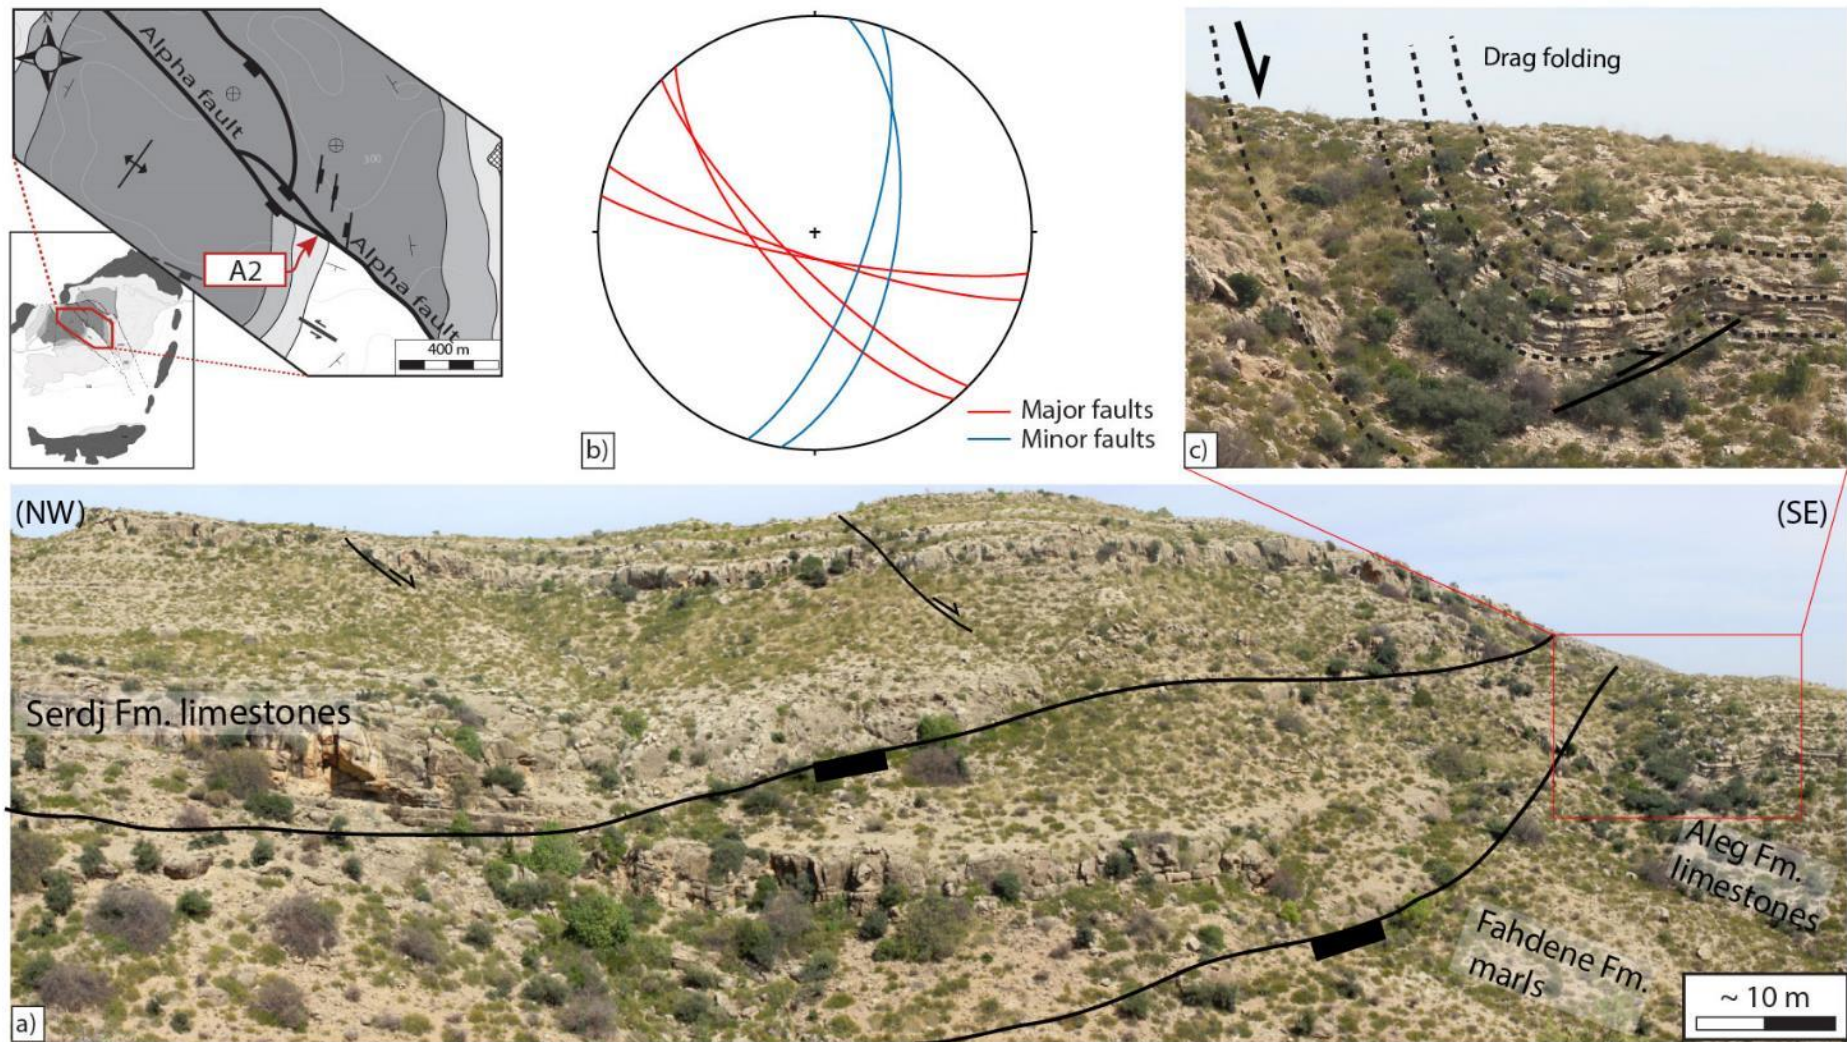 N
Alpha fault
300
Alpha fault
A2
400 m
b)
Major faults
Minor faults
Drag folding
c)
(NW)
(SE)
Serdj Fm. limestones
Aleg Fm.
limestones
Fahdene Fm.
marls
~ 10 m
a)